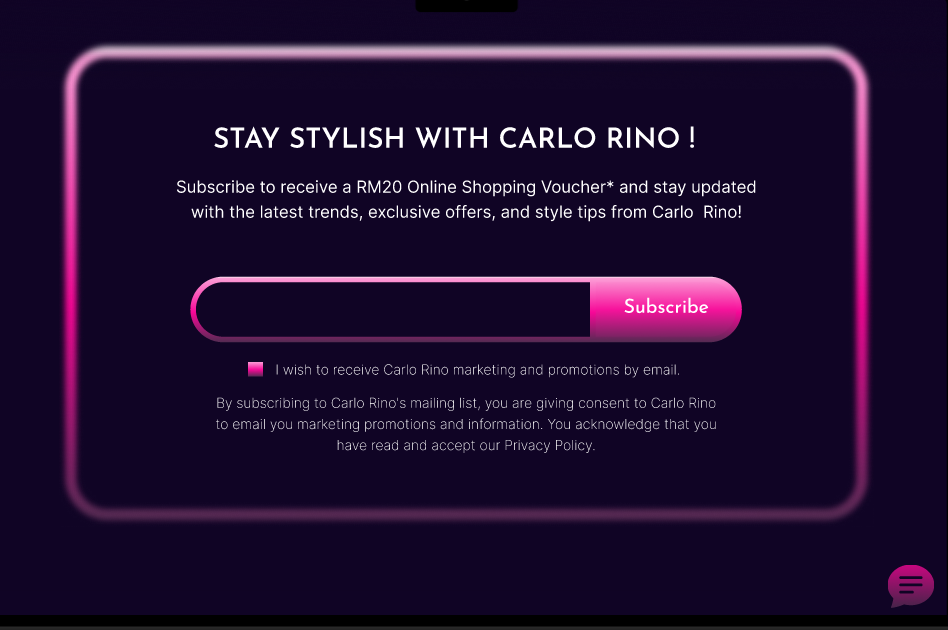 STAY STYLISH WITH CARLO RINO !
Subscribe to receive a RM20 Online Shopping Voucher* and stay updated
with the latest trends, exclusive offers, and style tips from Carlo  Rino!
Subscribe
I wish to receive Carlo Rino marketing and promotions by email.
By subscribing to Carlo Rino's mailing list, you are giving consent to Carlo Rino
to email you marketing promotions and information. You acknowledge that you
have read and accept our Privacy Policy.